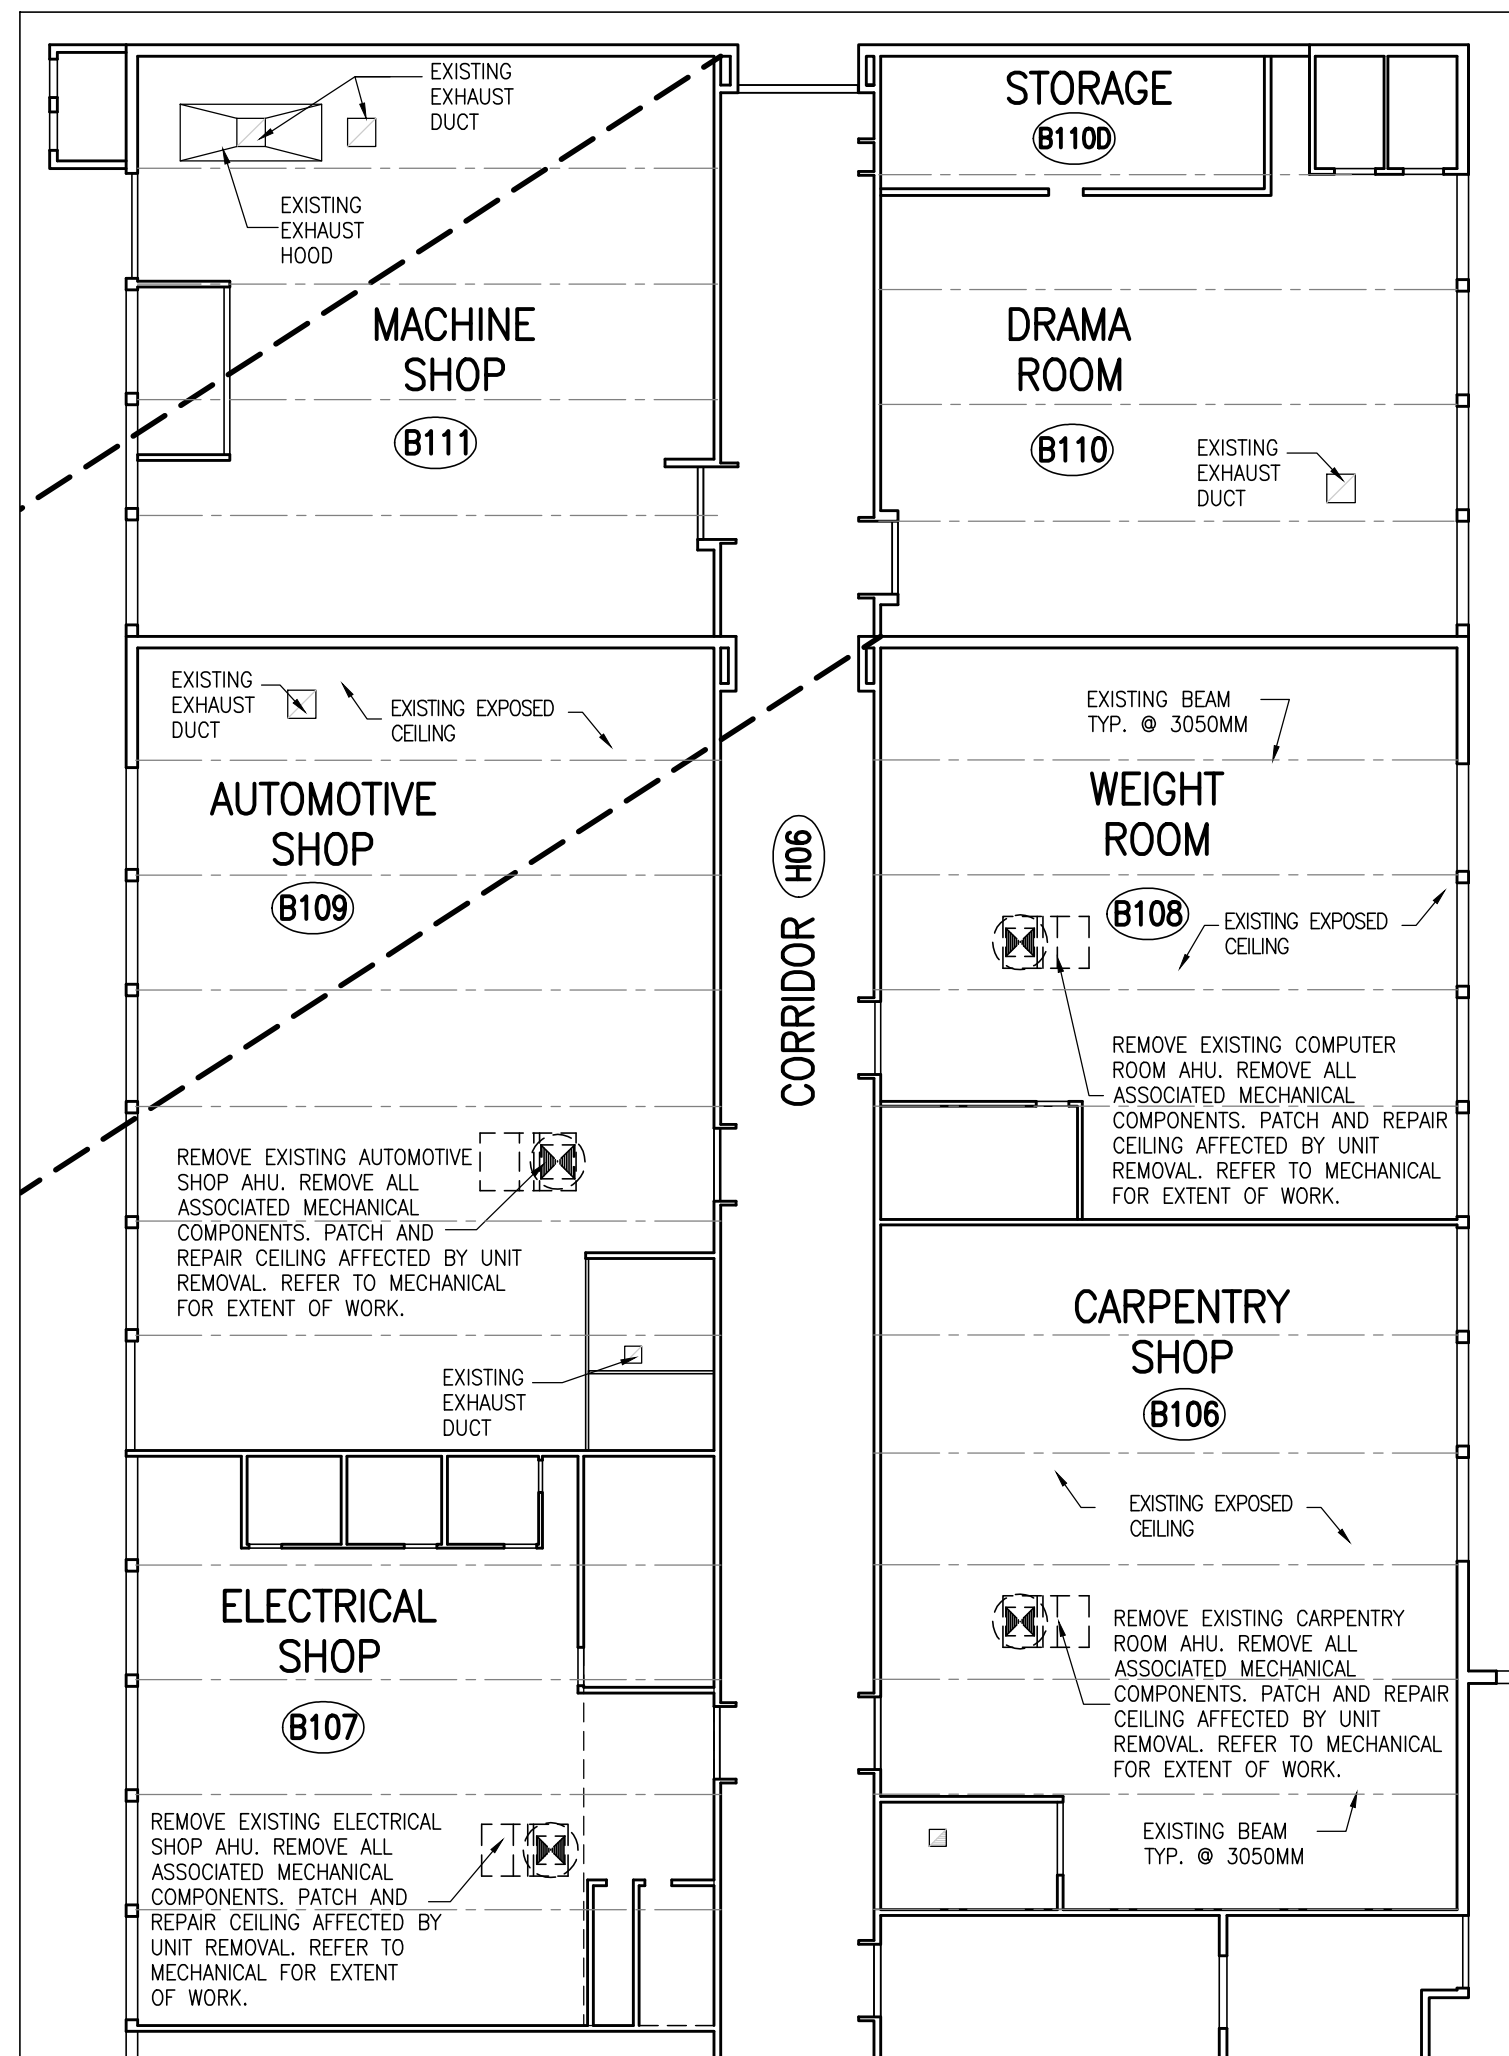 EXISTING
EXHAUST
DUCT
EXISTING
EXHAUST
HOOD
MACHINE
SHOP
B111
STORAGE
B110D
DRAMA
ROOM
B110
EXISTING
EXHAUST
DUCT
EXISTING
EXHAUST
DUCT
EXISTING EXPOSED
CEILING
AUTOMOTIVE
SHOP
B109
REMOVE EXISTING AUTOMOTIVE
SHOP AHU. REMOVE ALL
ASSOCIATED MECHANICAL
COMPONENTS. PATCH AND
REPAIR CEILING AFFECTED BY UNIT
REMOVAL. REFER TO MECHANICAL
FOR EXTENT OF WORK.
EXISTING
EXHAUST
DUCT
CORRIDOR H06
EXISTING BEAM
TYP. @ 3050MM
WEIGHT
ROOM
B108
EXISTING EXPOSED
CEILING
REMOVE EXISTING COMPUTER
ROOM AHU. REMOVE ALL
ASSOCIATED MECHANICAL
COMPONENTS. PATCH AND REPAIR
CEILING AFFECTED BY UNIT
REMOVAL. REFER TO MECHANICAL
FOR EXTENT OF WORK.
ELECTRICAL
SHOP
B107
REMOVE EXISTING ELECTRICAL
SHOP AHU. REMOVE ALL
ASSOCIATED MECHANICAL
COMPONENTS. PATCH AND
REPAIR CEILING AFFECTED BY
UNIT REMOVAL. REFER TO
MECHANICAL FOR EXTENT
OF WORK.
CARPENTRY
SHOP
B106
EXISTING EXPOSED
CEILING
REMOVE EXISTING CARPENTRY
ROOM AHU. REMOVE ALL
ASSOCIATED MECHANICAL
COMPONENTS. PATCH AND REPAIR
CEILING AFFECTED BY UNIT
REMOVAL. REFER TO MECHANICAL
FOR EXTENT OF WORK.
EXISTING BEAM
TYP. @ 3050MM